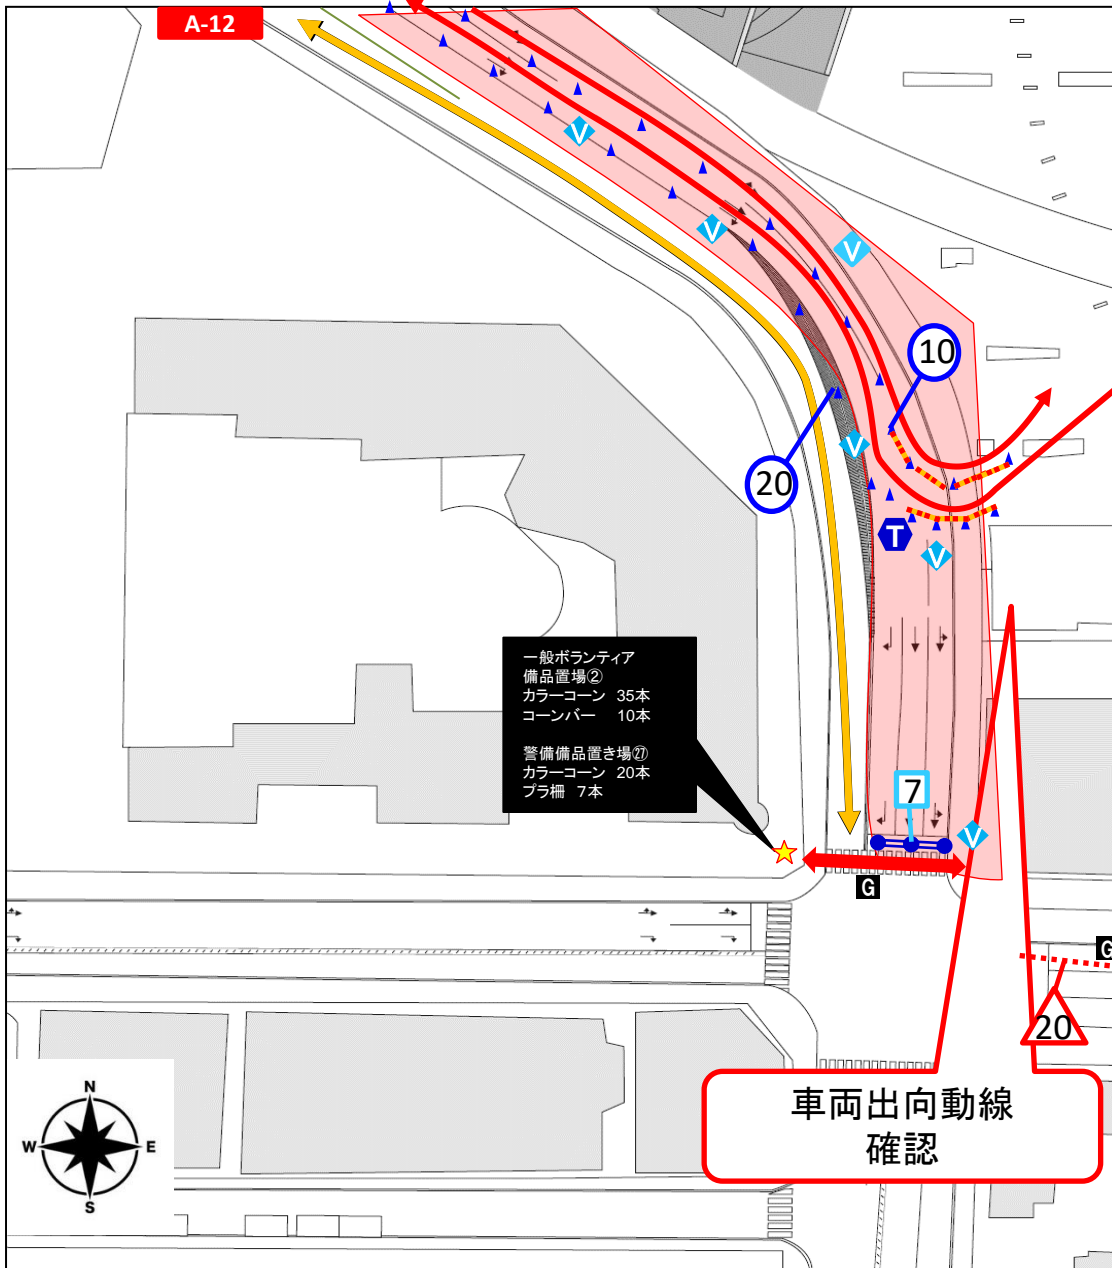 A-12
V
V
V
10
V
20
T
V
一般ボランティア
備品置場②
カラーコーン 35本
コーンバー 10本
警備備品置き場㉗
カラーコーン 20本
プラ柵 7本
7
V
G
G
20
車両出向動線
確認
N
W
E
S